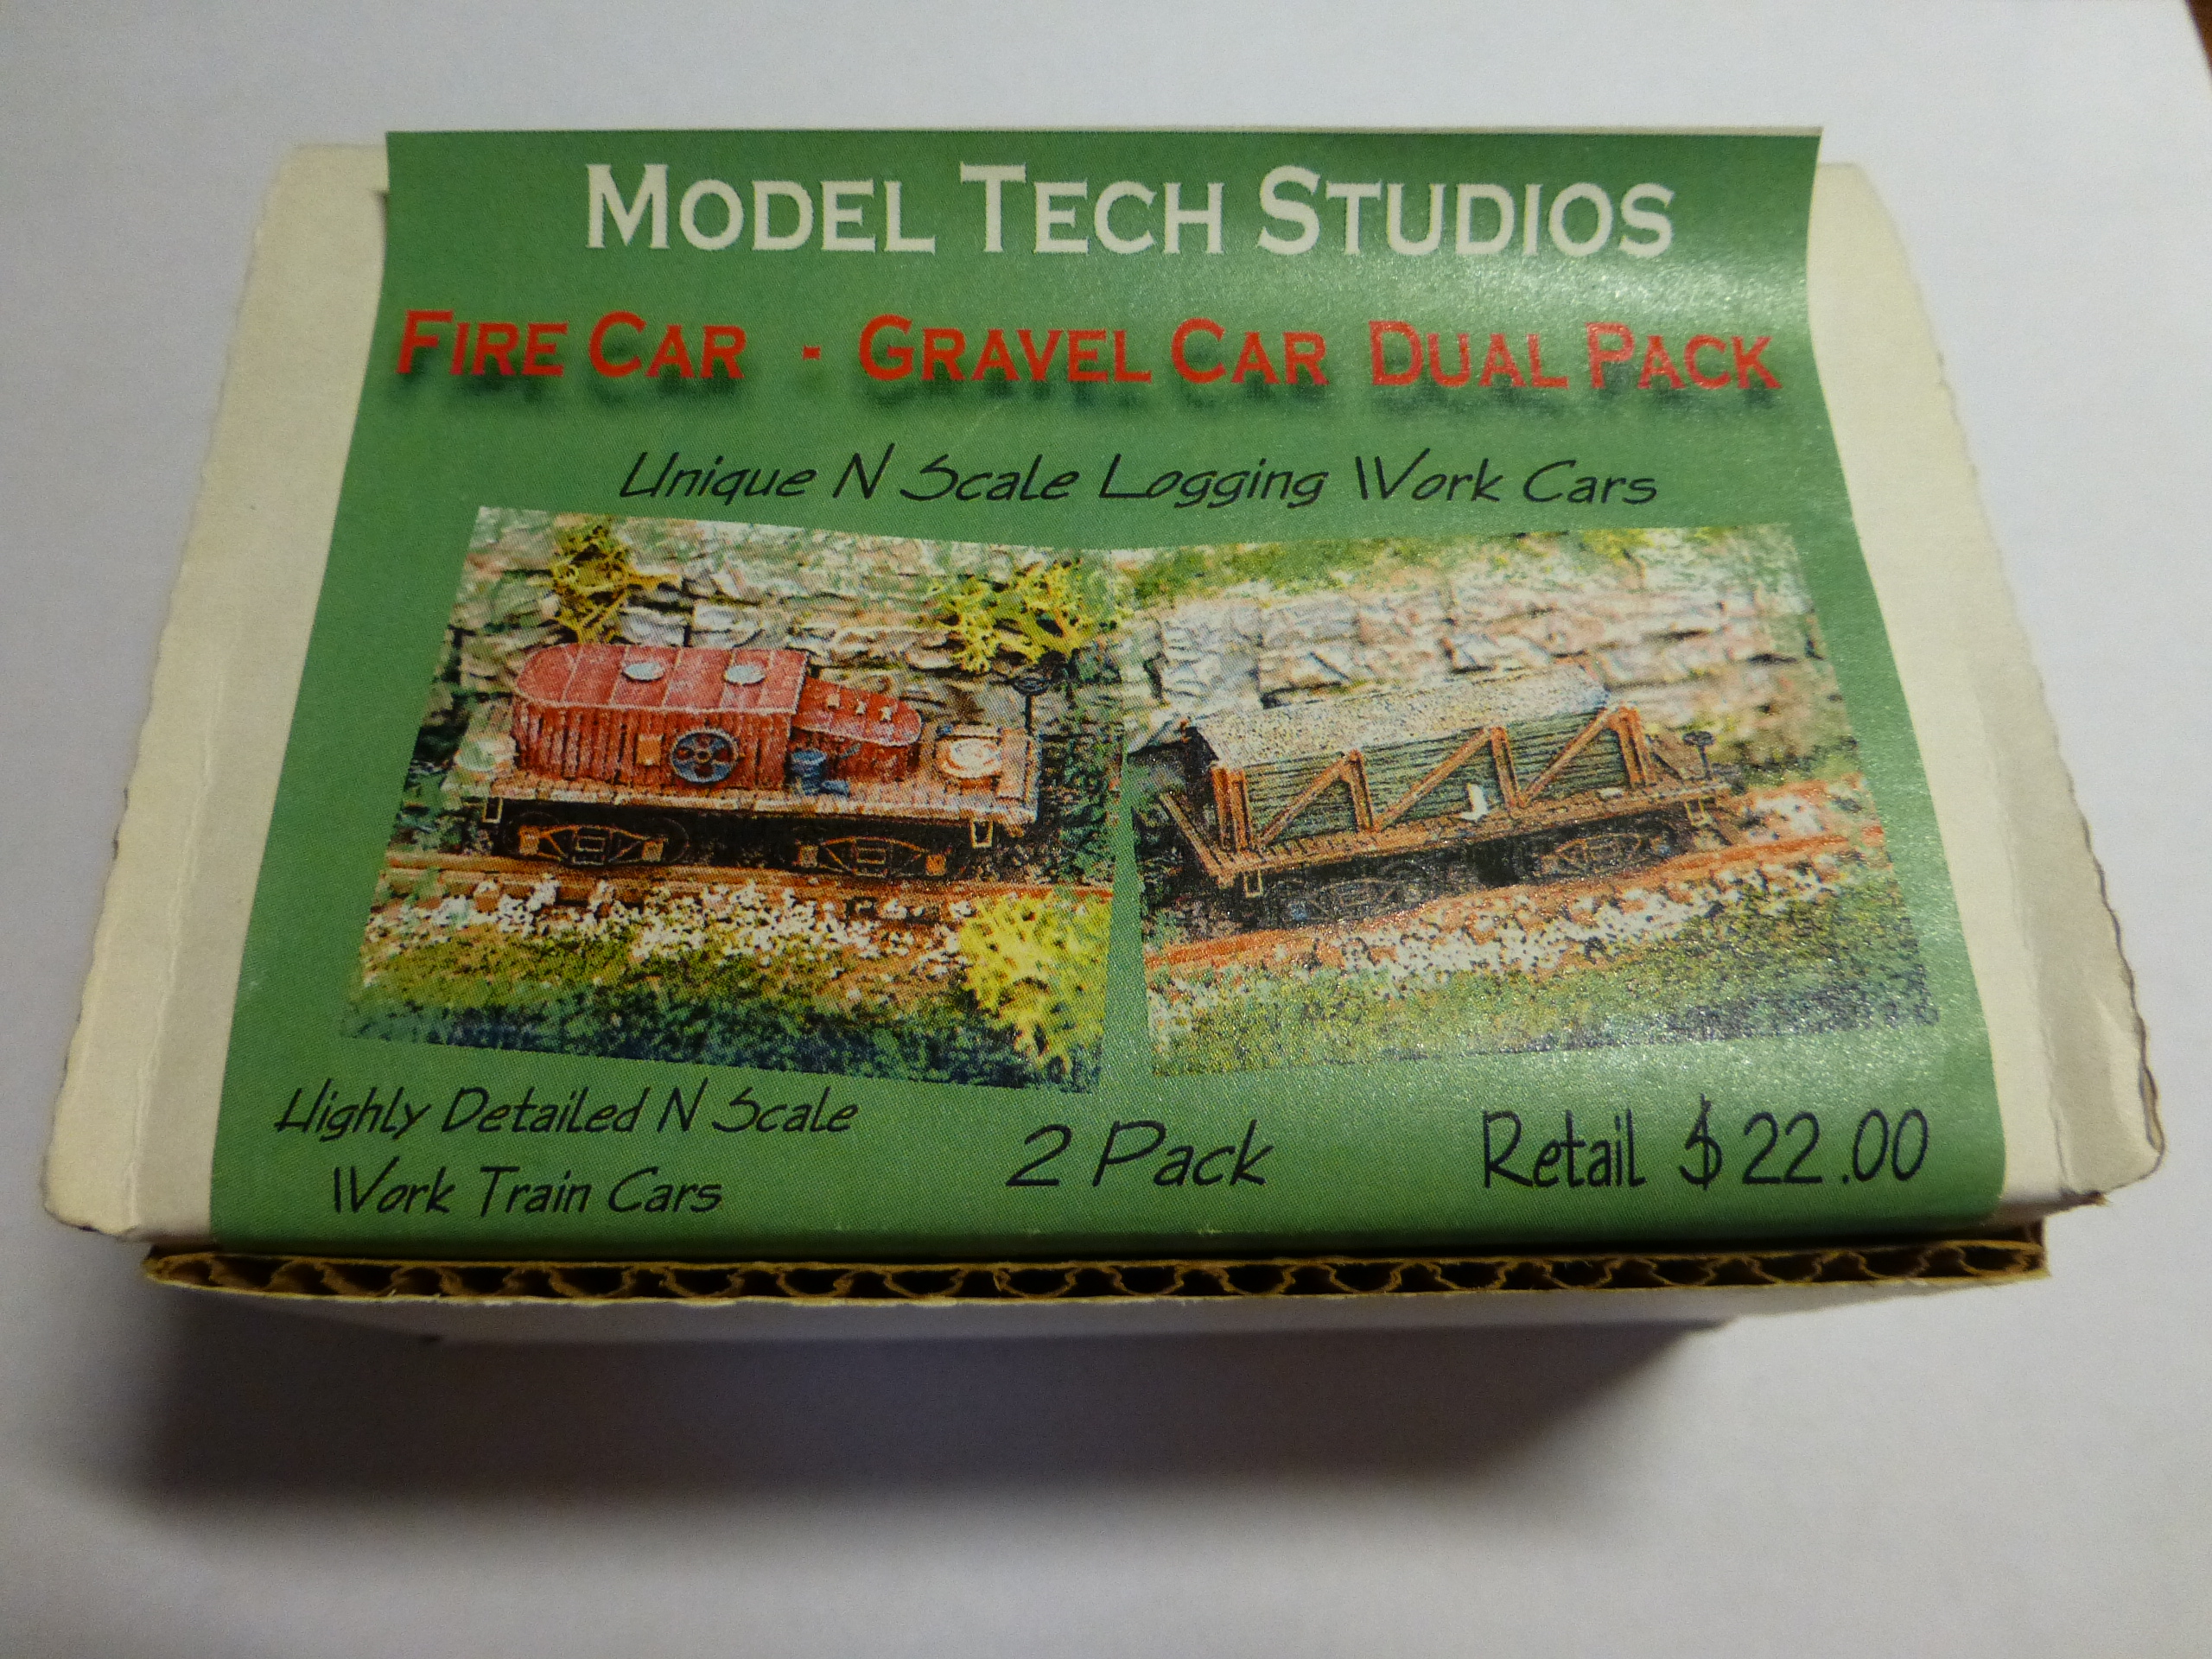 MODEL TECH STUDIOS
FIRE CAR - GRAVEL CAR DUAL PACK
Unique N Scale Logging Work Cars
Highly Detailed N Scale
Work Train Cars
2 Pack
Retail $22.00